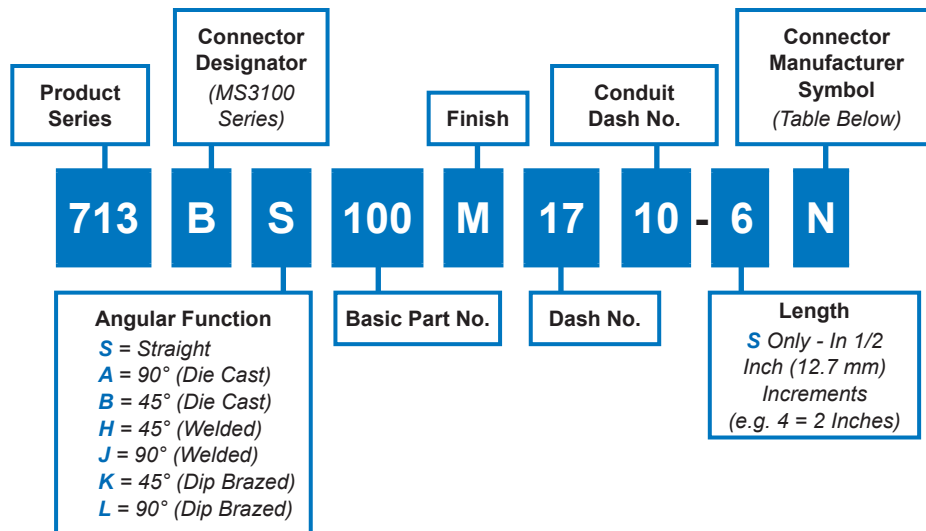 Product
Series
Connector
Designator
(MS3100
Series)
Finish
Conduit
Dash No.
Connector
Manufacturer
Symbol
(Table Below)
713 B S 100 M 17 10 - 6 N
Angular Function
S = Straight
A = 90° (Die Cast)
B = 45° (Die Cast)
H = 45° (Welded)
J = 90° (Welded)
K = 45° (Dip Brazed)
L = 90° (Dip Brazed)
Basic Part No.
Dash No.
Length
S Only - In 1/2
Inch (12.7 mm)
Increments
(e.g. 4 = 2 Inches)